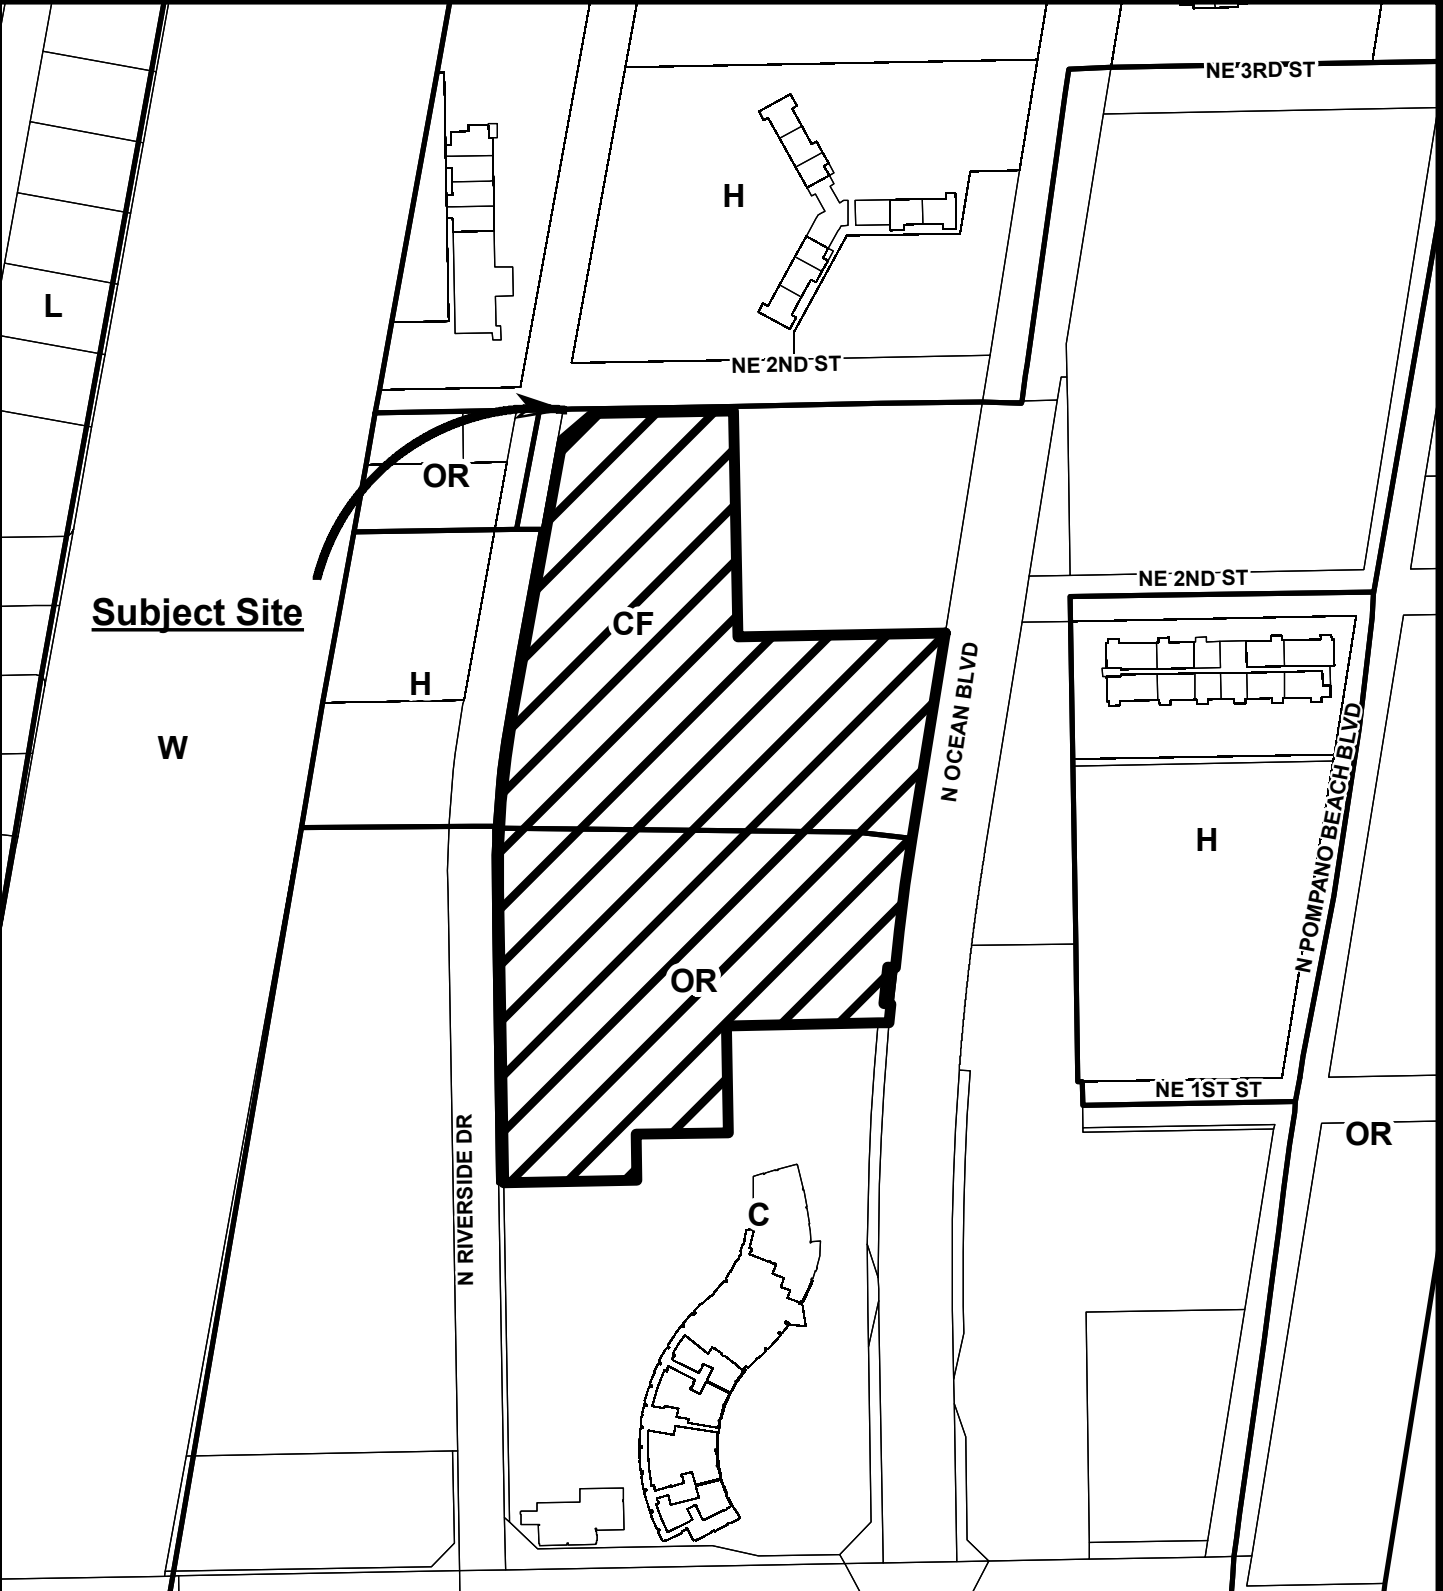 NE 3RD ST
H
L
NE 2ND ST
OR
NE 2ND ST
Subject Site
CF
H
N OCEAN BLVD
W
H
N POMPANO BEACH BLVD
OR
NE 1ST ST
OR
N RIVERSIDE DR
C